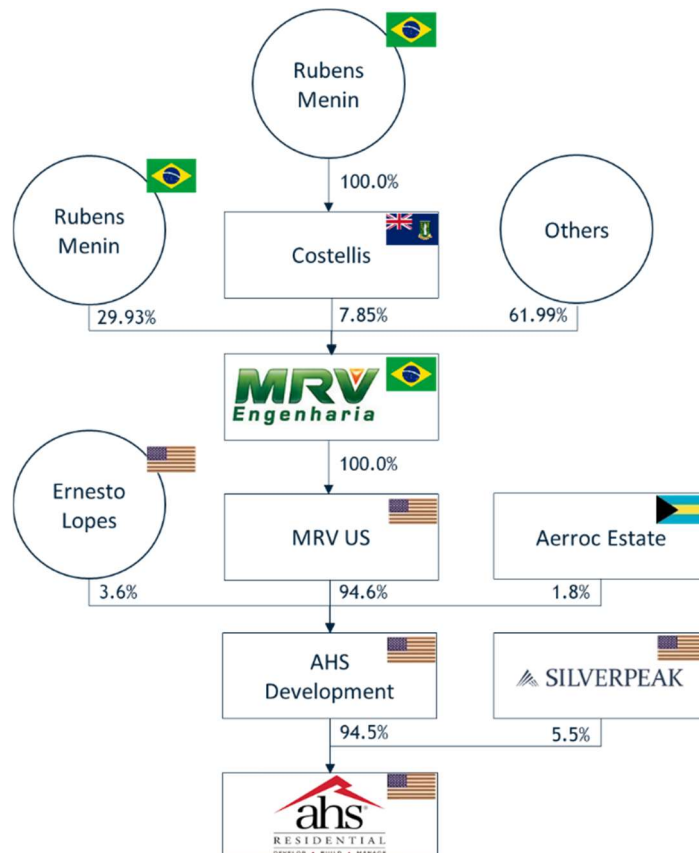 Rubens
Menin
100.0%
Rubens
Menin
Costellis
Others
29.93%
7.85%
61.99%
MRV
Engenharia
100.0%
Ernesto
Lopes
MRV US
Aerroc Estate
3.6%
94.6%
1.8%
AHS
Development
SILVERPEAK
94.5%
5.5%
ahs
RESIDENTIAL